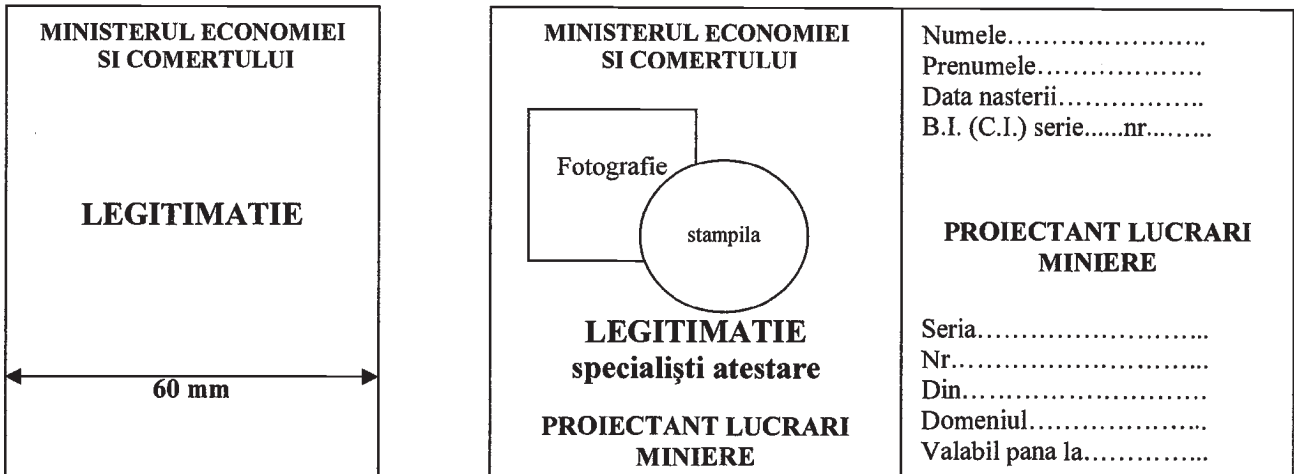 MINISTERUL ECONOMIEI
SI COMERTULUI
LEGITIMATIE
60 mm
MINISTERUL ECONOMIEI
SI COMERTULUI
Fotografie
stampila
LEGITIMATIE
specialişti atestare
PROIECTANT LUCRARI
MINIERE
Numele......................
Prenumele...................
Data nasterii.................
B.I. (C.I.) serie......nr.........
PROIECTANT LUCRARI
MINIERE
Seria..........................
Nr.............................
Din............................
Domeniul....................
Valabil pana la..............